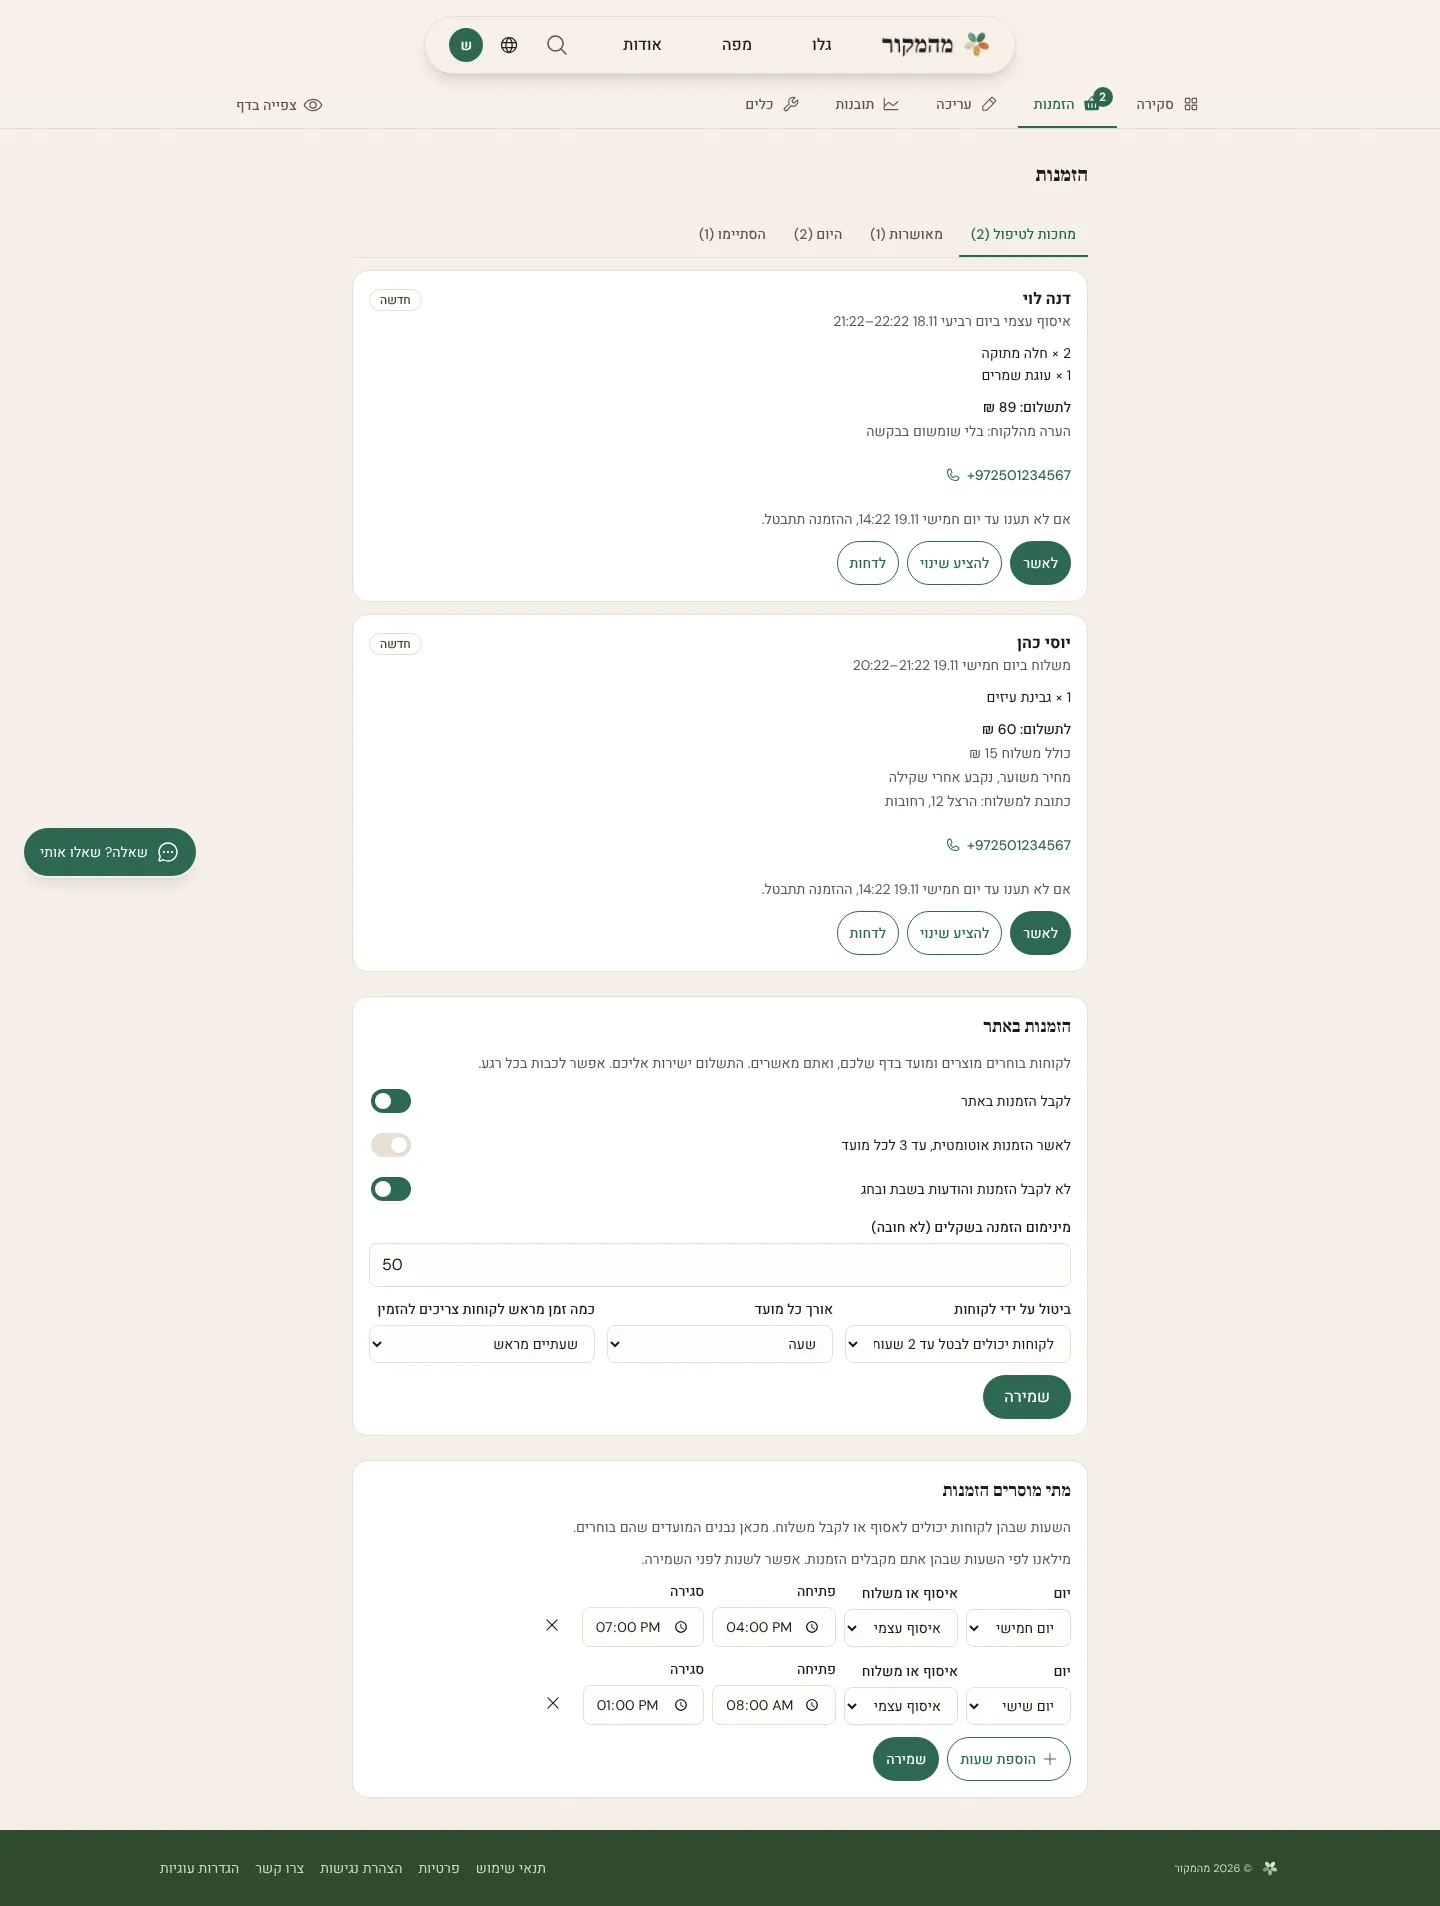 מהמקור
גלו
מפה
אודות
ש
סקירה
2
הזמנות
עריכה
תובנות
כלים
צפייה בדף
הזמנות
מחכות לטיפול (2)
מאושרות (1)
היום (2)
הסתיימו (1)
דנה לוי
חדשה
איסוף עצמי ביום רביעי 18.11 21:22–22:22
2 × חלה מתוקה
1 × עוגת שמרים
לתשלום: 89 ₪
הערה מהלקוח: בלי שומשום בבקשה
+972501234567
אם לא תענו עד יום חמישי 19.11 14:22, ההזמנה תתבטל.
לאשר
להציע שינוי
לדחות
יוסי כהן
חדשה
משלוח ביום חמישי 19.11 20:22–21:22
1 × גבינת עיזים
לתשלום: 60 ₪
כולל משלוח 15 ₪
מחיר משוער, נקבע אחרי שקילה
כתובת למשלוח: הרצל 12, רחובות
+972501234567
אם לא תענו עד יום חמישי 19.11 14:22, ההזמנה תתבטל.
לאשר
להציע שינוי
לדחות
שאלה? שאלו אותי
הזמנות באתר
לקוחות בוחרים מוצרים ומועד בדף שלכם, ואתם מאשרים. התשלום ישירות אליכם. אפשר לכבות בכל רגע.
לקבל הזמנות באתר
לאשר הזמנות אוטומטית, עד 3 לכל מועד
לא לקבל הזמנות והודעות בשבת ובחג
מינימום הזמנה בשקלים (לא חובה)
50
ביטול על ידי לקוחות
אורך כל מועד
כמה זמן מראש לקוחות צריכים להזמין
לקוחות יכולים לבטל עד 2 שעות
שעה
שעתיים מראש
שמירה
מתי מוסרים הזמנות
השעות שבהן לקוחות יכולים לאסוף או לקבל משלוח. מכאן נבנים המועדים שהם בוחרים.
מילאנו לפי השעות שבהן אתם מקבלים הזמנות. אפשר לשנות לפני השמירה.
יום
איסוף או משלוח
פתיחה
סגירה
יום חמישי
איסוף עצמי
04:00 PM
07:00 PM
יום
איסוף או משלוח
פתיחה
סגירה
יום שישי
איסוף עצמי
08:00 AM
01:00 PM
הוספת שעות
שמירה
© 2026 מהמקור
תנאי שימוש
פרטיות
הצהרת נגישות
צרו קשר
הגדרות עוגיות